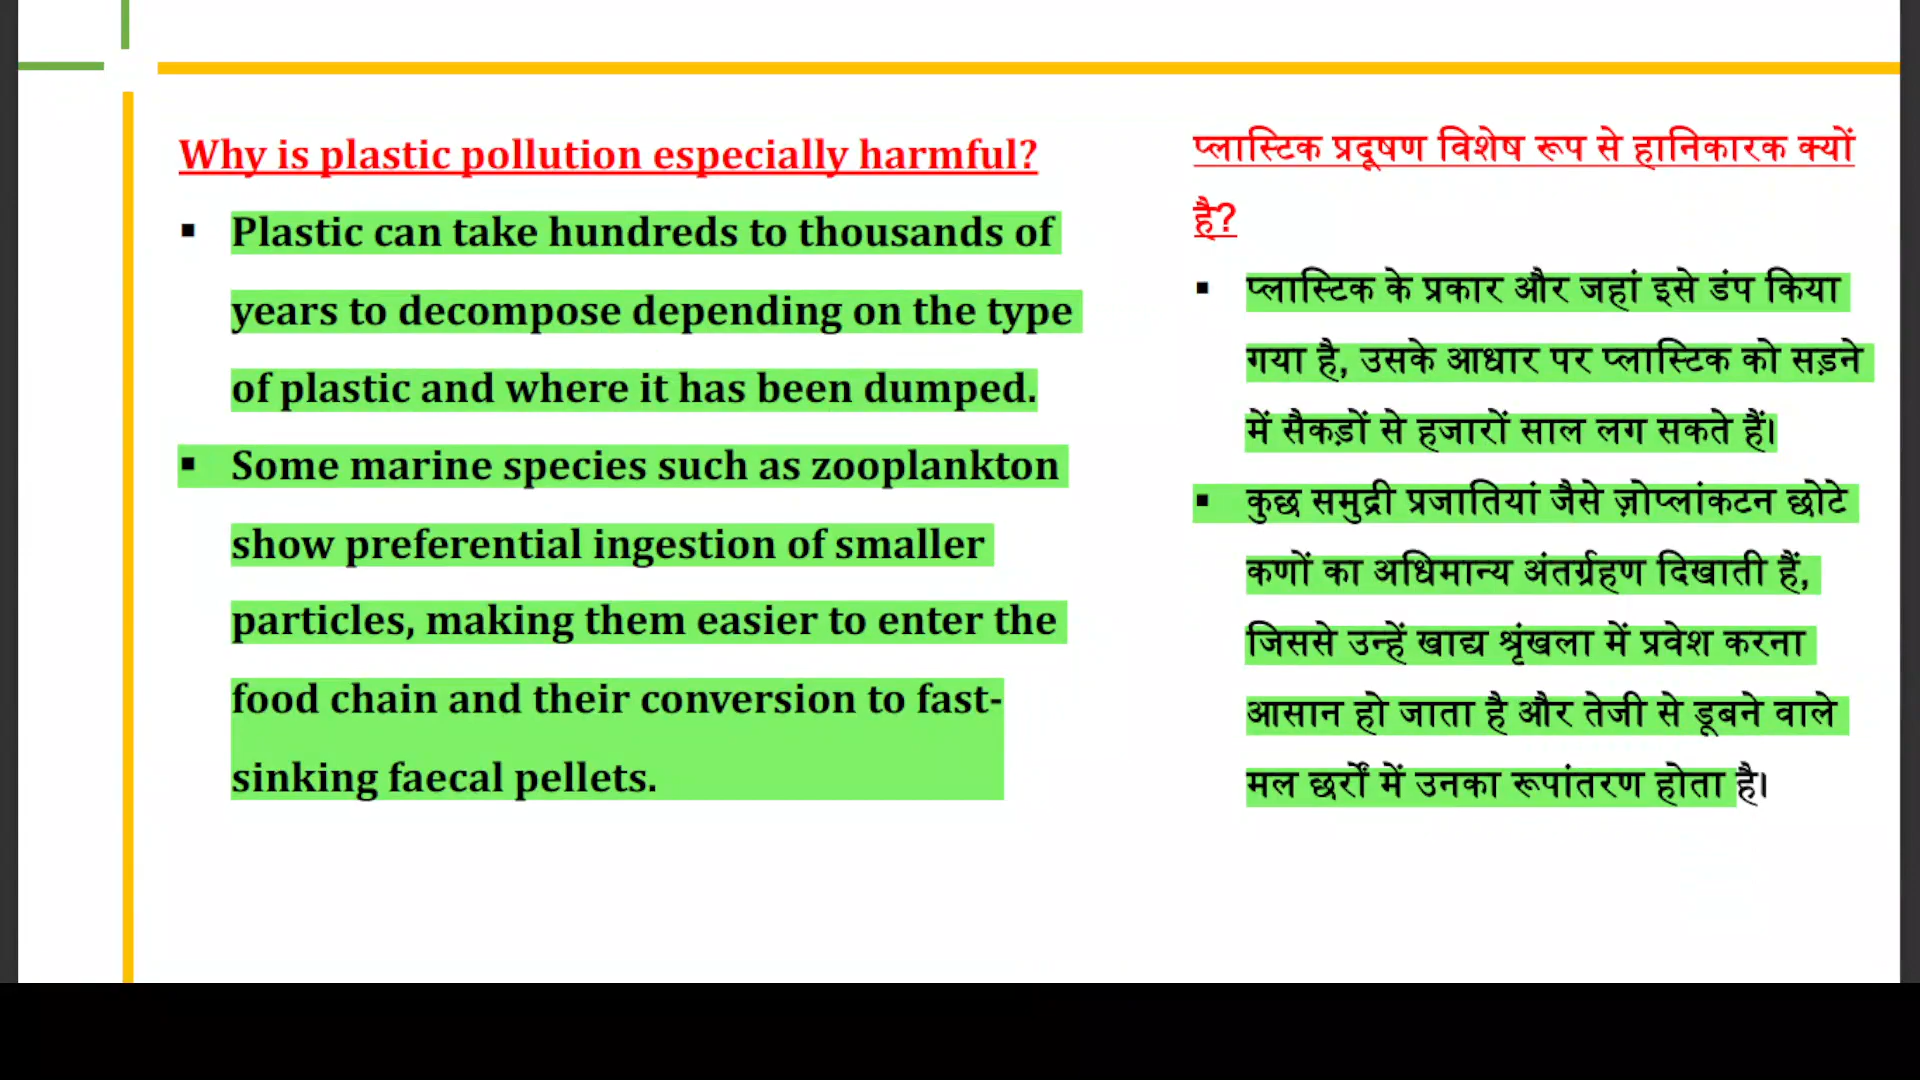 Why is plastic pollution especially harmful?
▪ Plastic can take hundreds to thousands of
years to decompose depending on the type
of plastic and where it has been dumped.
▪ Some marine species such as zooplankton
show preferential ingestion of smaller
particles, making them easier to enter the
food chain and their conversion to fast-
sinking faecal pellets.
प्लास्टिक प्रदूषण विशेष रूप से हानिकारक क्यों
है?
▪ प्लास्टिक के प्रकार और जहां इसे डंप किया
गया है, उसके आधार पर प्लास्टिक को सड़ने
में सैकड़ों से हजारों साल लग सकते हैं।
▪ कुछ समुद्री प्रजातियां जैसे ज़ोप्लांकटन छोटे
कणों का अधिमान्य अंतर्ग्रहण दिखाती हैं,
जिससे उन्हें खाद्य श्रृंखला में प्रवेश करना
आसान हो जाता है और तेजी से डूबने वाले
मल छर्रों में उनका रूपांतरण होता है।